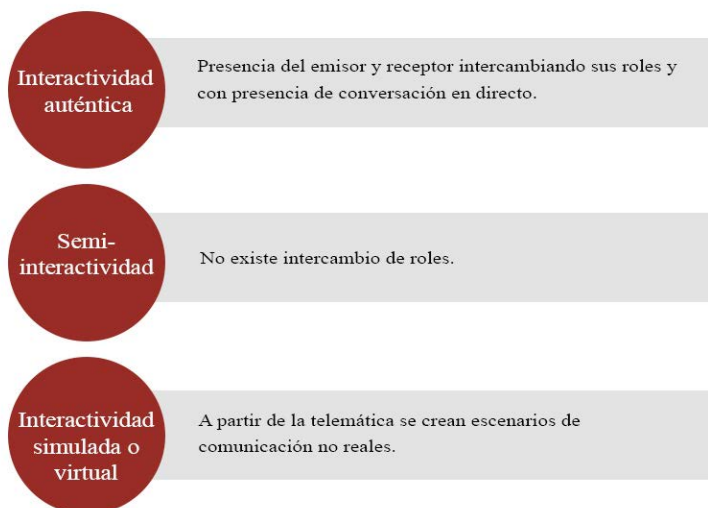 Interactividad
auténtica
Presencia del emisor y receptor intercambiando sus roles y
con presencia de conversación en directo.
Semi-
interactividad
No existe intercambio de roles.
Interactividad
simulada o
virtual
A partir de la telemática se crean escenarios de
comunicación no reales.